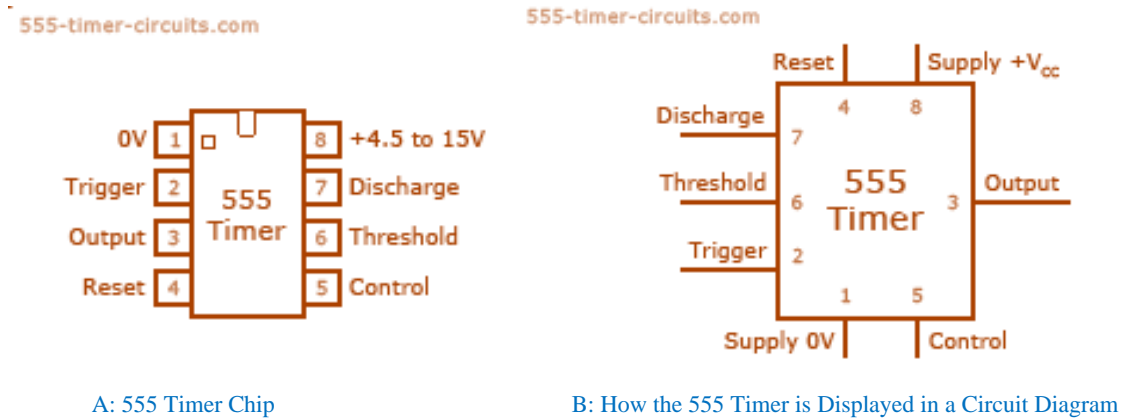 555-timer-circuits.com
0V 1 8 +4.5 to 15V
Trigger 2 7 Discharge
555
Timer
Output 3 6 Threshold
Reset 4 5 Control
A: 555 Timer Chip
555-timer-circuits.com
Reset Supply +Vcc
4 8
Discharge
7
Threshold
6
555
Timer
3
Output
Trigger
2
1 5
Supply 0V Control
B: How the 555 Timer is Displayed in a Circuit Diagram